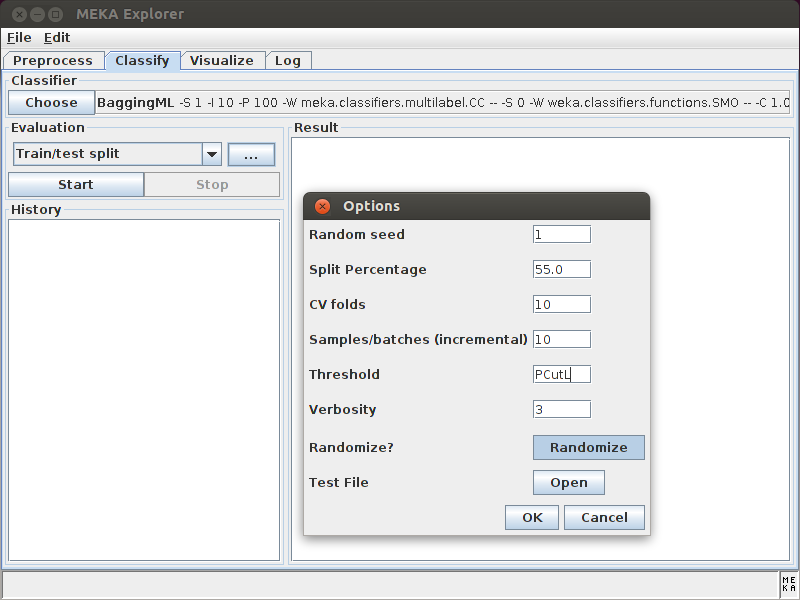 MEKA Explorer
File Edit
Preprocess Classify Visualize Log
Classifier
Choose BaggingML -S 1 -I 10 -P 100 -W meka.classifiers.multilabel.CC -- -S 0 -W weka.classifiers.functions.SMO -- -C 1.0
Evaluation
Train/test split ...
Start Stop
History
Result
Options
Random seed 1
Split Percentage 55.0
CV folds 10
Samples/batches (incremental) 10
Threshold PCutL
Verbosity 3
Randomize? Randomize
Test File Open
OK Cancel
ME
KA